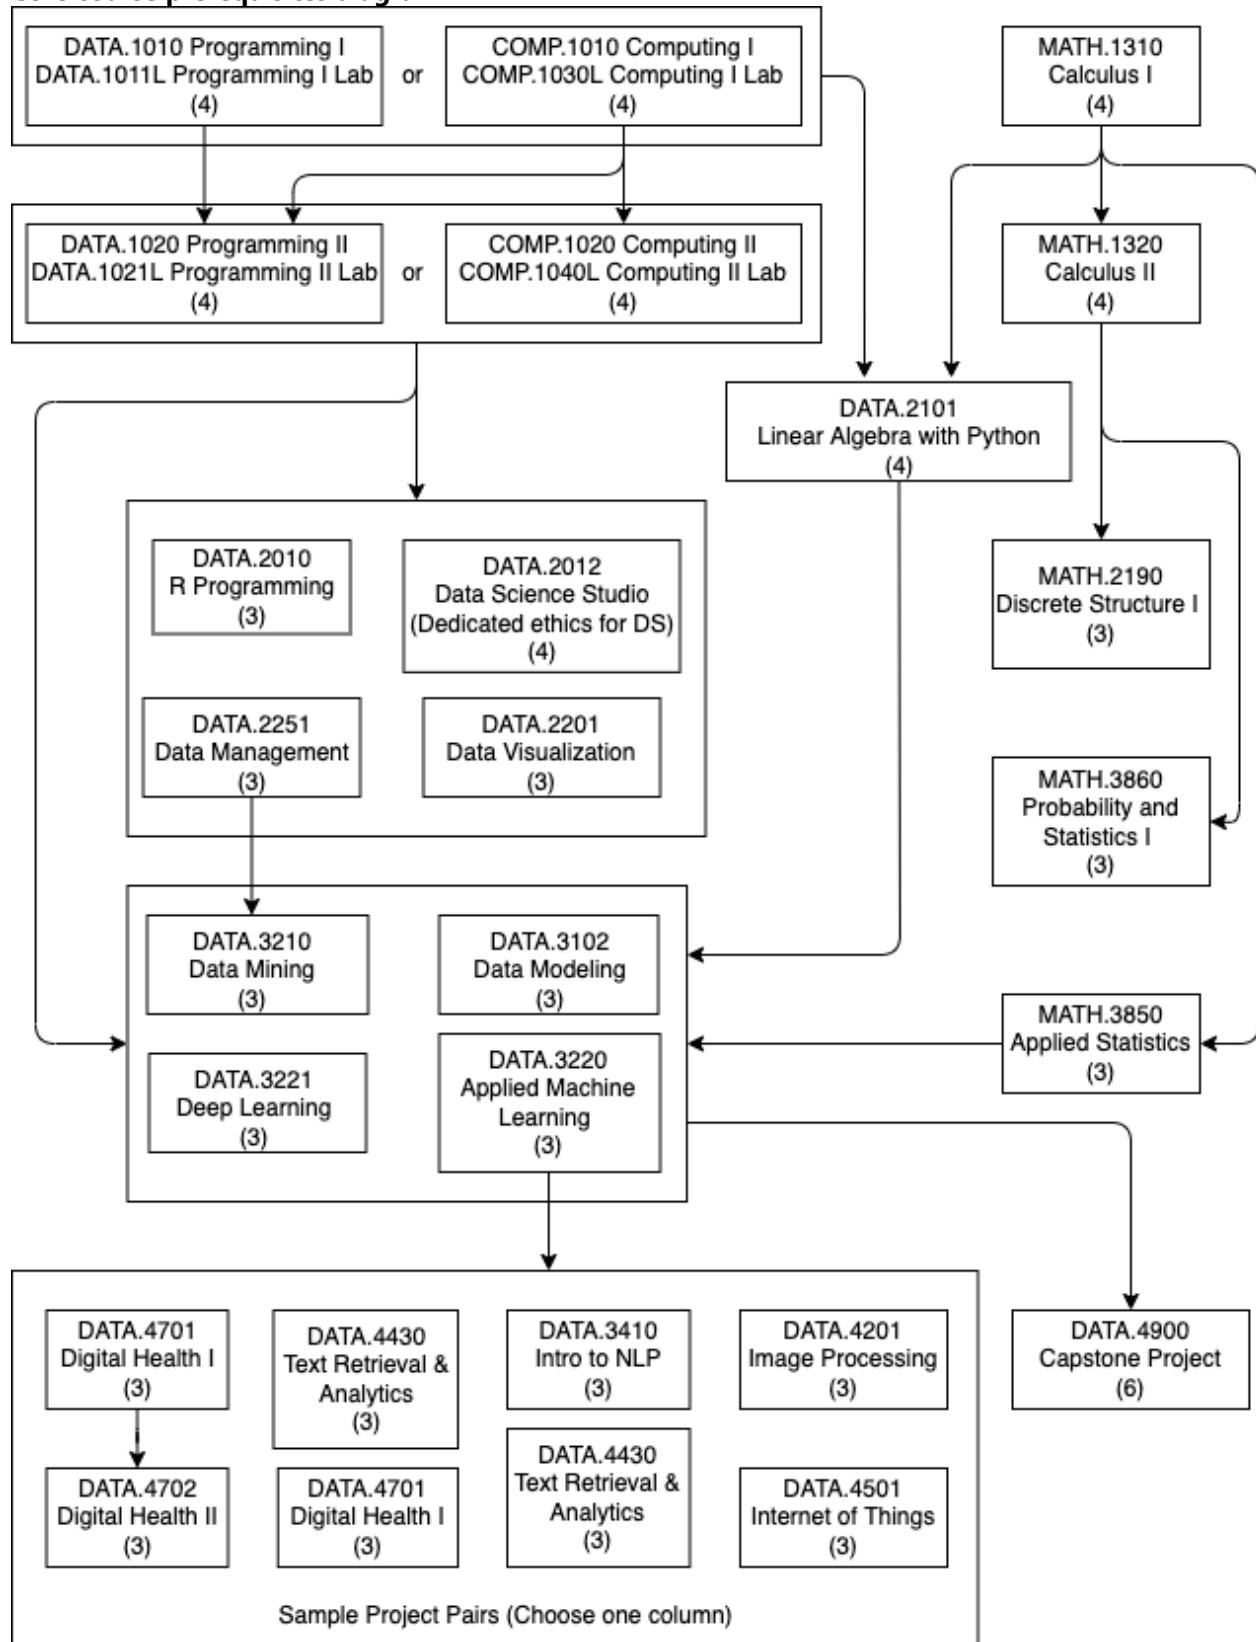 DATA.1010 Programming I
DATA.1011L Programming I Lab
(4)
or
COMP.1010 Computing I
COMP.1030L Computing I Lab
(4)
MATH.1310
Calculus I
(4)
DATA.1020 Programming II
DATA.1021L Programming II Lab
(4)
or
COMP.1020 Computing II
COMP.1040L Computing II Lab
(4)
MATH.1320
Calculus II
(4)
DATA.2101
Linear Algebra with Python
(4)
DATA.2010
R Programming
(3)
DATA.2012
Data Science Studio
(Dedicated ethics for DS)
(4)
MATH.2190
Discrete Structure I
(3)
DATA.2251
Data Management
(3)
DATA.2201
Data Visualization
(3)
MATH.3860
Probability and
Statistics I
(3)
DATA.3210
Data Mining
(3)
DATA.3102
Data Modeling
(3)
MATH.3850
Applied Statistics
(3)
DATA.3221
Deep Learning
(3)
DATA.3220
Applied Machine
Learning
(3)
DATA.4701
Digital Health I
(3)
DATA.4430
Text Retrieval &
Analytics
(3)
DATA.3410
Intro to NLP
(3)
DATA.4201
Image Processing
(3)
DATA.4900
Capstone Project
(6)
DATA.4702
Digital Health II
(3)
DATA.4701
Digital Health I
(3)
DATA.4430
Text Retrieval &
Analytics
(3)
DATA.4501
Internet of Things
(3)
Sample Project Pairs (Choose one column)